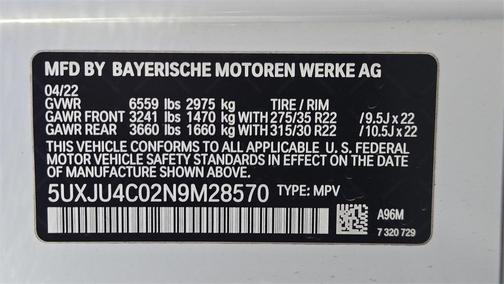 MFD BY BAYERISCHE MOTOREN WERKE AG
04/22
GVWR 6559 lbs 2975 kg TIRE / RIM
GAWR FRONT 3241 lbs 1470 kg WITH 275/35 R22 / 9.5J x 22
GAWR REAR 3660 lbs 1660 kg WITH 315/30 R22 / 10.5J x 22
THIS VEHICLE CONFORMS TO ALL APPLICABLE U. S. FEDERAL
MOTOR VEHICLE SAFETY STANDARDS IN EFFECT ON THE
DATE OF MANUFACTURE SHOWN ABOVE.
5UXJU4C02N9M28570 TYPE: MPV
A96M
7 320 729